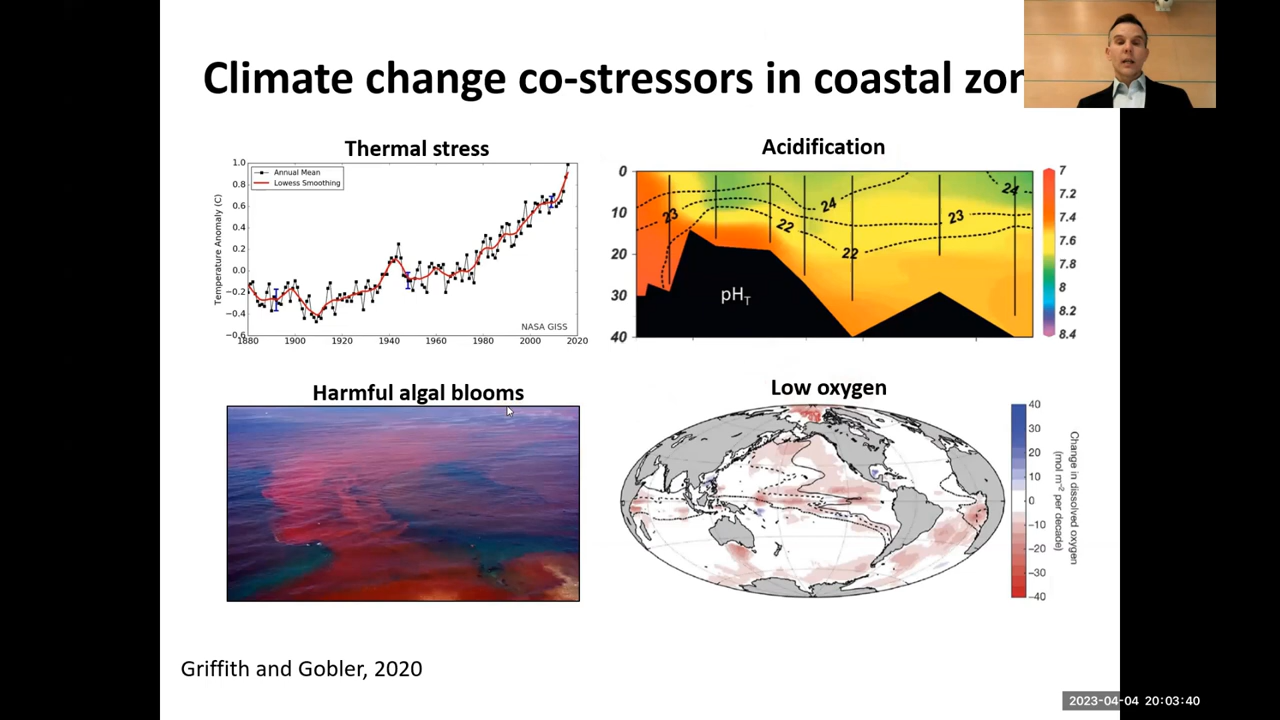 Climate change co-stressors in coastal zon
Thermal stress
Acidification
Temperature Anomaly (C)
1.0
0.8
0.6
0.4
0.2
0.0
−0.2
−0.4
−0.6
Annual Mean
Lowess Smoothing
NASA GISS
1880 1900 1920 1940 1960 1980 2000 2020
0
10
20
30
40
23
24
22
22
23
24
pHT
7
7.2
7.4
7.6
7.8
8
8.2
8.4
Harmful algal blooms
Low oxygen
40
30
20
10
0
−10
−20
−30
−40
Change in dissolved oxygen
(mol m−2 per decade)
Griffith and Gobler, 2020
2023-04-04 20:03:40